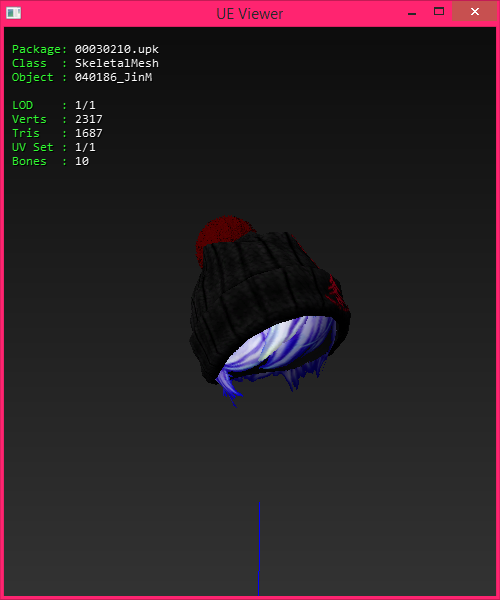 UE Viewer
Package: 00030210.upk
Class : SkeletalMesh
Object : 040186_JinM
LOD : 1/1
Verts : 2317
Tris : 1687
UV Set : 1/1
Bones : 10